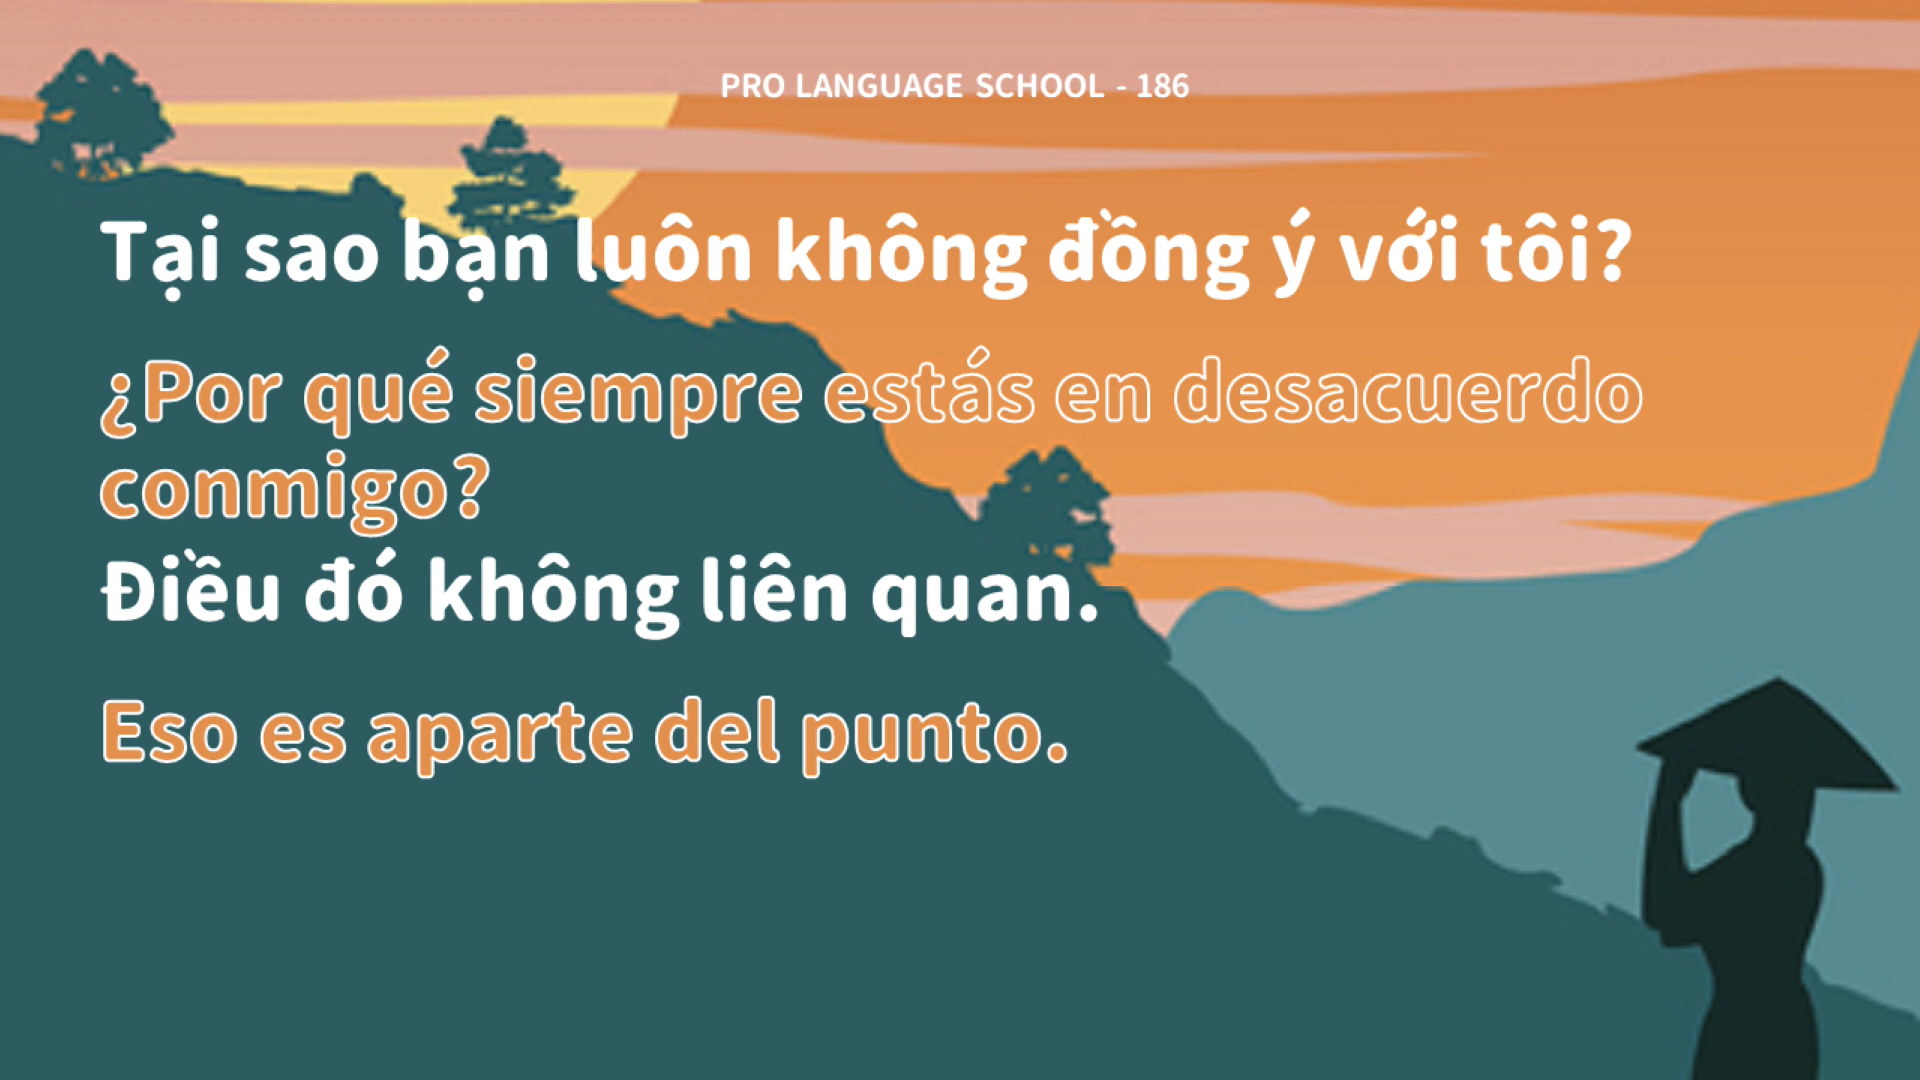 PRO LANGUAGE SCHOOL - 186
Tại sao bạn luôn không đồng ý với tôi?
¿Por qué siempre estás en desacuerdo
conmigo?
Điều đó không liên quan.
Eso es aparte del punto.